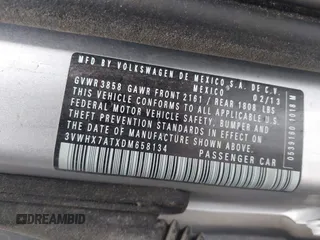 MFD BY VOLKSWAGEN DE MEXICO S.A. DE C.V.
MEXICO 02/13
GVWR 3858 GAWR FRONT 2161 / REAR 1808 LBS
THIS VEHICLE CONFORMS TO ALL APPLICABLE
FEDERAL MOTOR VEHICLE SAFETY, BUMPER, AND
THEFT PREVENTION STANDARDS IN EFFECT ON
THE DATE OF MANUFACTURE SHOWN ABOVE.
3VWHX7ATXDM658134
PASSENGER CAR
DREAMBID